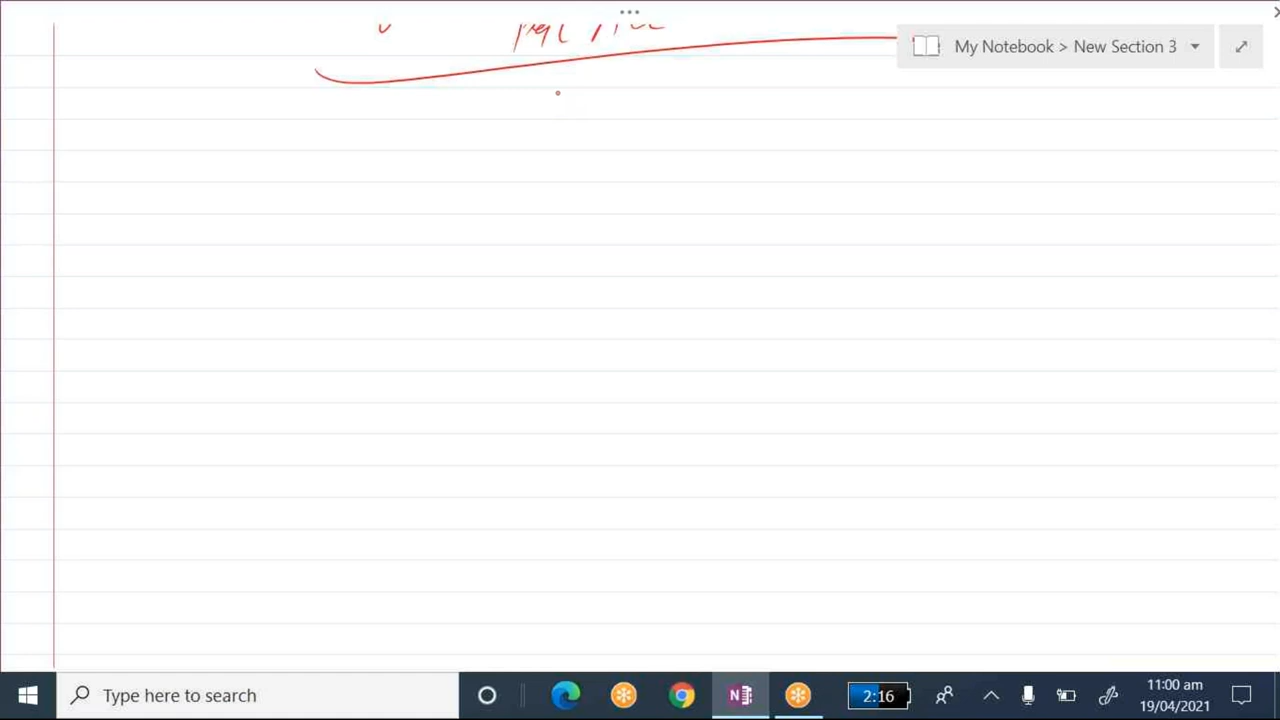 My Notebook > New Section 3
Type here to search
2:16
11:00 am
19/04/2021